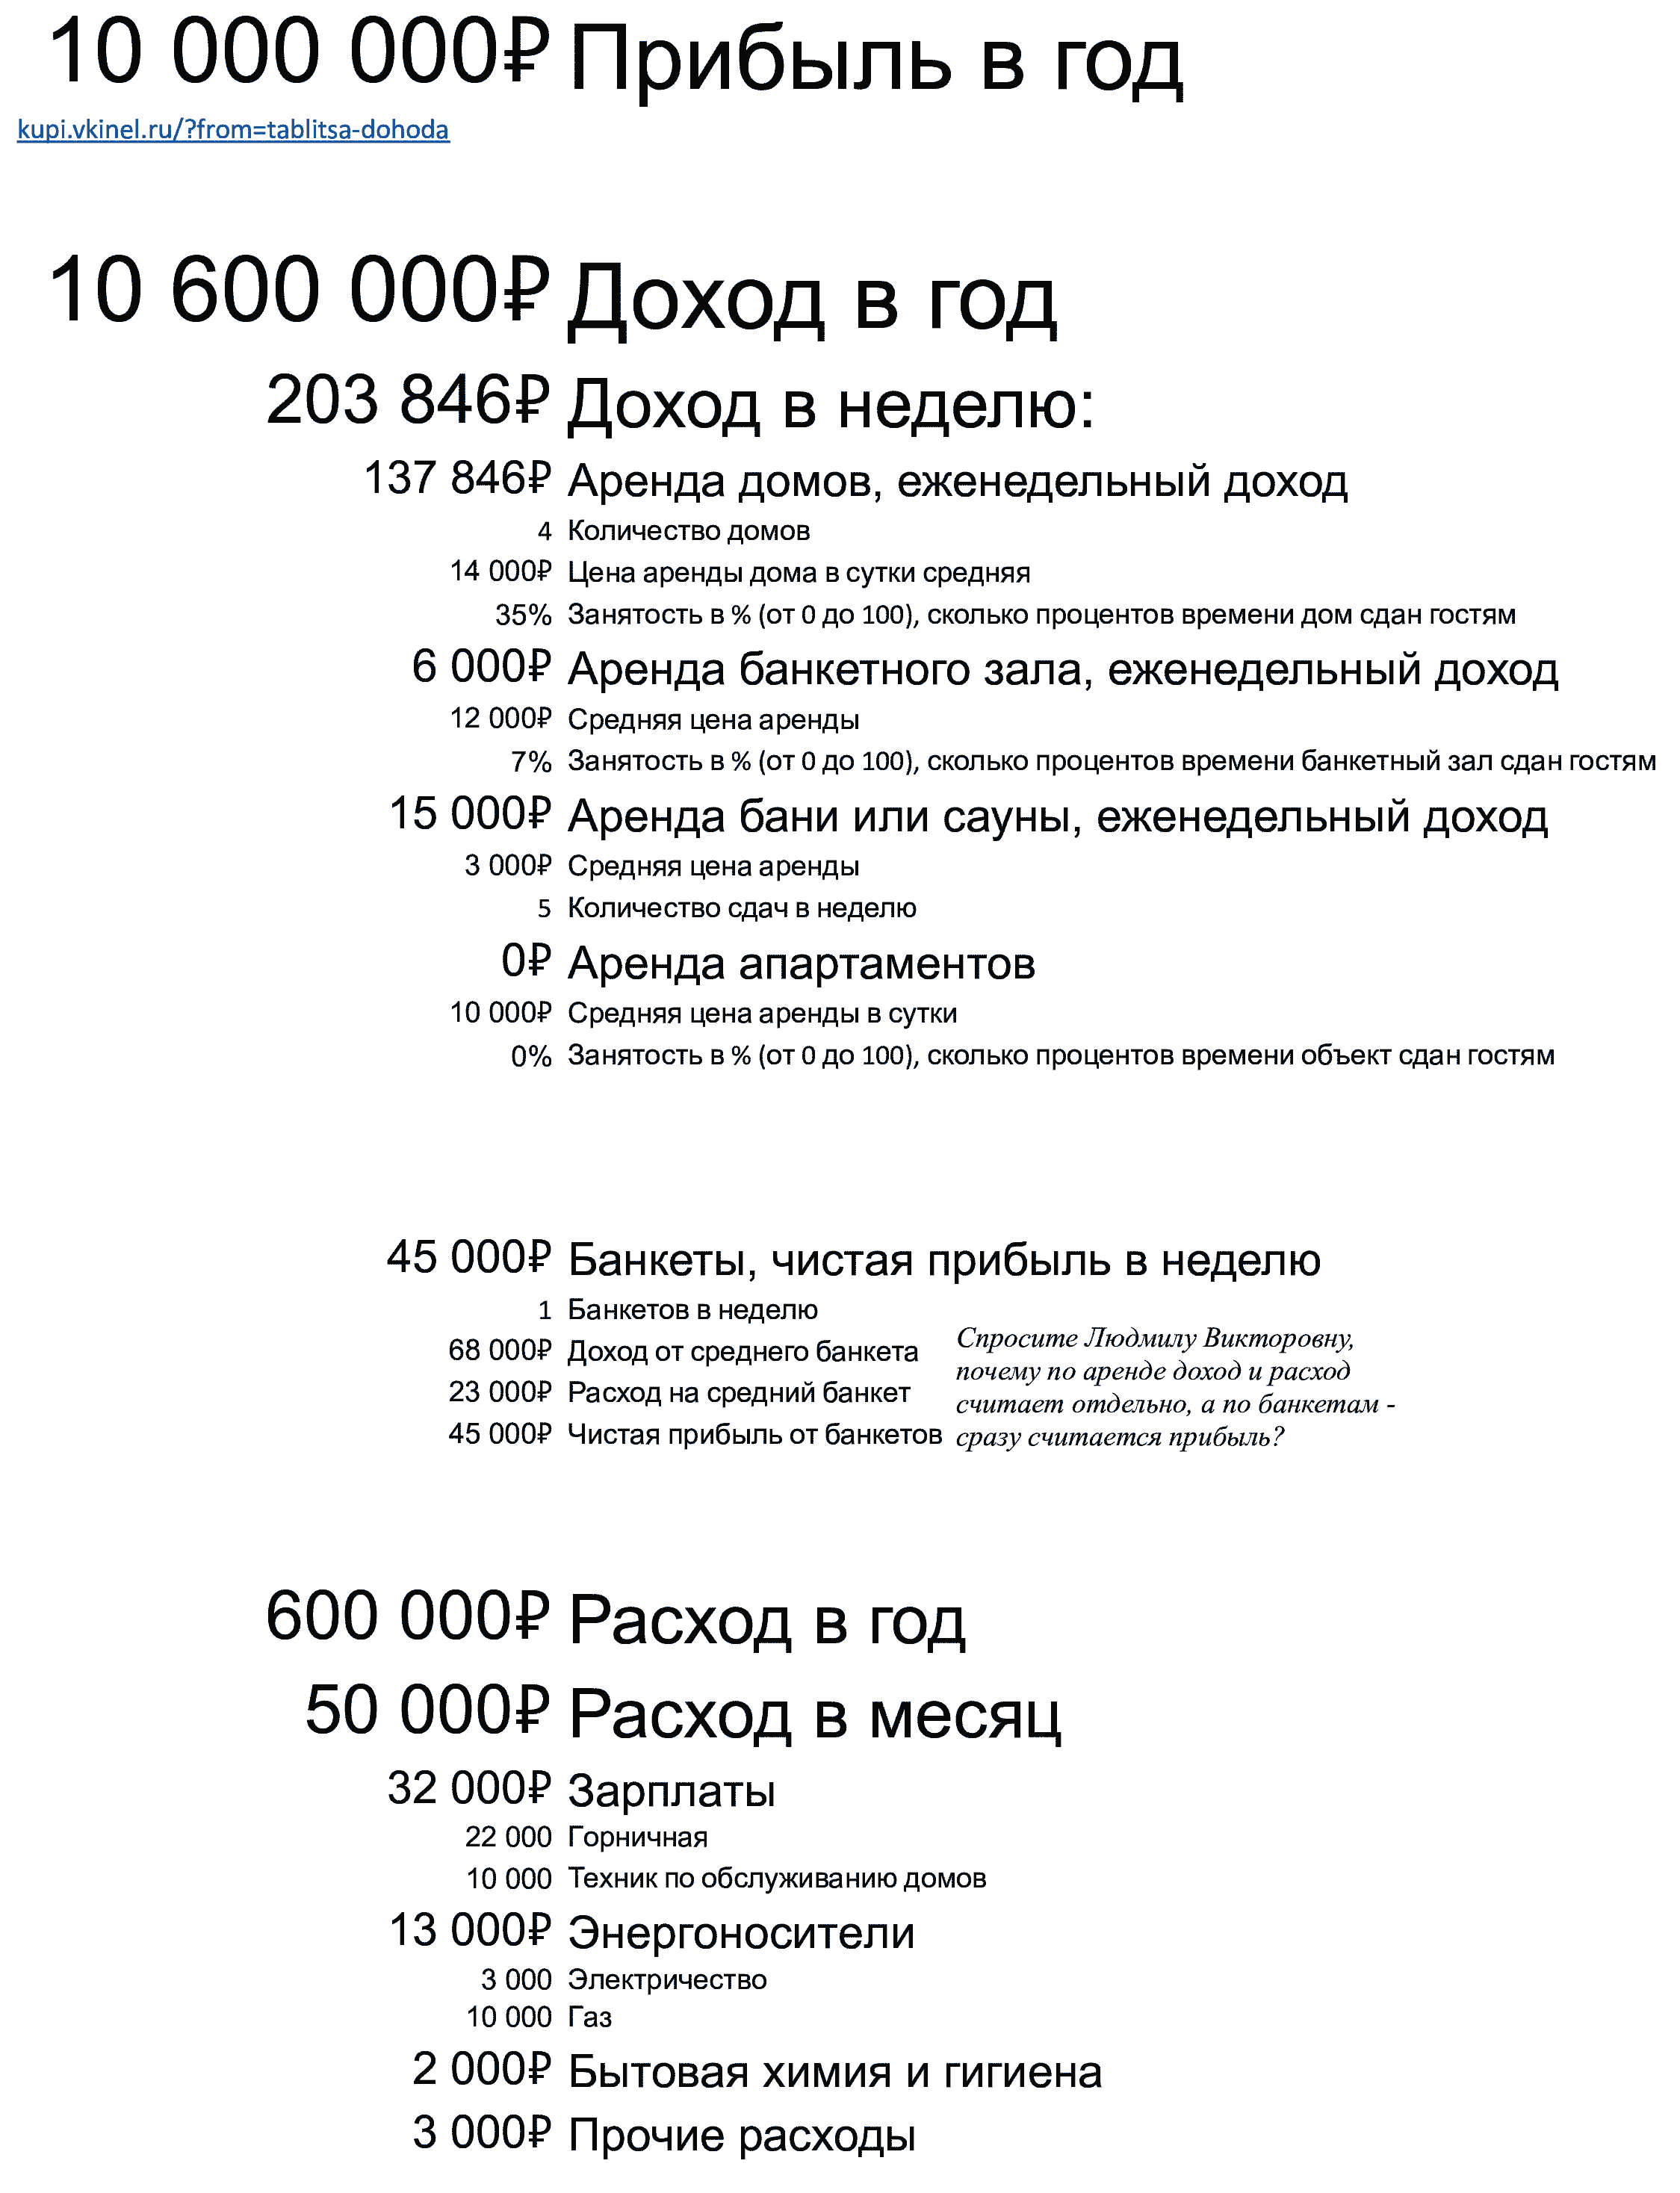 10 000 000₽ Прибыль в год
kupi.vkinel.ru/?from=tablitsa-dohoda
10 600 000₽ Доход в год
203 846₽ Доход в неделю:
137 846₽ Аренда домов, еженедельный доход
4 Количество домов
14 000₽ Цена аренды дома в сутки средняя
35% Занятость в % (от 0 до 100), сколько процентов времени дом сдан гостям
6 000₽ Аренда банкетного зала, еженедельный доход
12 000₽ Средняя цена аренды
7% Занятость в % (от 0 до 100), сколько процентов времени банкетный зал сдан гостям
15 000₽ Аренда бани или сауны, еженедельный доход
3 000₽ Средняя цена аренды
5 Количество сдач в неделю
0₽ Аренда апартаментов
10 000₽ Средняя цена аренды в сутки
0% Занятость в % (от 0 до 100), сколько процентов времени объект сдан гостям
45 000₽ Банкеты, чистая прибыль в неделю
1 Банкетов в неделю
68 000₽ Доход от среднего банкета
23 000₽ Расход на средний банкет
45 000₽ Чистая прибыль от банкетов
Спросите Людмилу Викторовну,
почему по аренде доход и расход
считает отдельно, а по банкетам -
сразу считается прибыль?
600 000₽ Расход в год
50 000₽ Расход в месяц
32 000₽ Зарплаты
22 000 Горничная
10 000 Техник по обслуживанию домов
13 000₽ Энергоносители
3 000 Электричество
10 000 Газ
2 000₽ Бытовая химия и гигиена
3 000₽ Прочие расходы